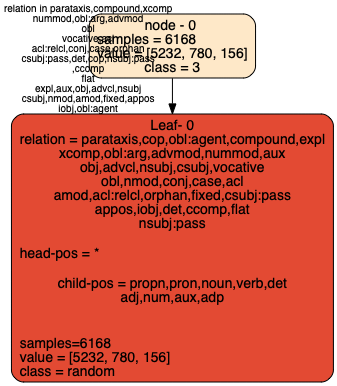 relation in parataxis,compound,xcomp
nummod,obl:arg,advmod
obl
vocative,aux
acl:relcl,conj,case,orphan
csubj:pass,det,cop,nsubj:pass
,ccomp
flat
expl,aux,obj,advcl,nsubj
csubj,nmod,amod,fixed,appos
iobj,obl:agent
node - 0
samples = 6168
value = [5232, 780, 156]
class = 3
Leaf- 0
relation = parataxis,cop,obl:agent,compound,expl
xcomp,obl:arg,advmod,nummod,aux
obj,advcl,nsubj,csubj,vocative
obl,nmod,conj,case,acl
amod,acl:relcl,orphan,fixed,csubj:pass
appos,iobj,det,ccomp,flat
nsubj:pass
head-pos = *
child-pos = propn,pron,noun,verb,det
adj,num,aux,adp
samples=6168
value = [5232, 780, 156]
class = random